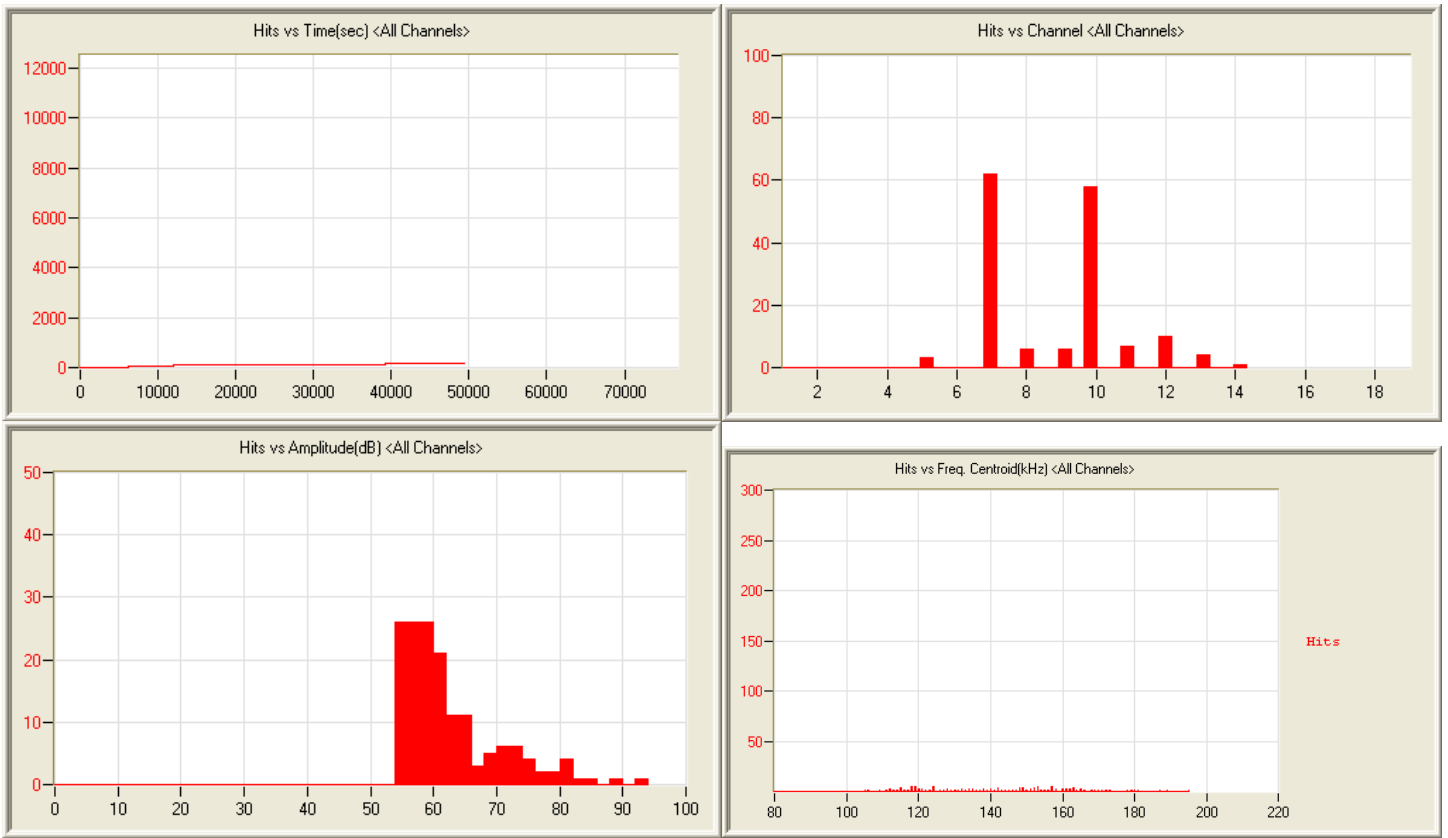 Hits vs Time(sec) <All Channels>
12000
10000
8000
6000
4000
2000
0
0 10000 20000 30000 40000 50000 60000 70000
Hits vs Channel <All Channels>
100
80
60
40
20
0
2 4 6 8 10 12 14 16 18
Hits vs Amplitude(dB) <All Channels>
50
40
30
20
10
0
0 10 20 30 40 50 60 70 80 90 100
Hits vs Freq. Centroid(kHz) <All Channels>
300
250
200
150
100
50
80 100 120 140 160 180 200 220
Hits